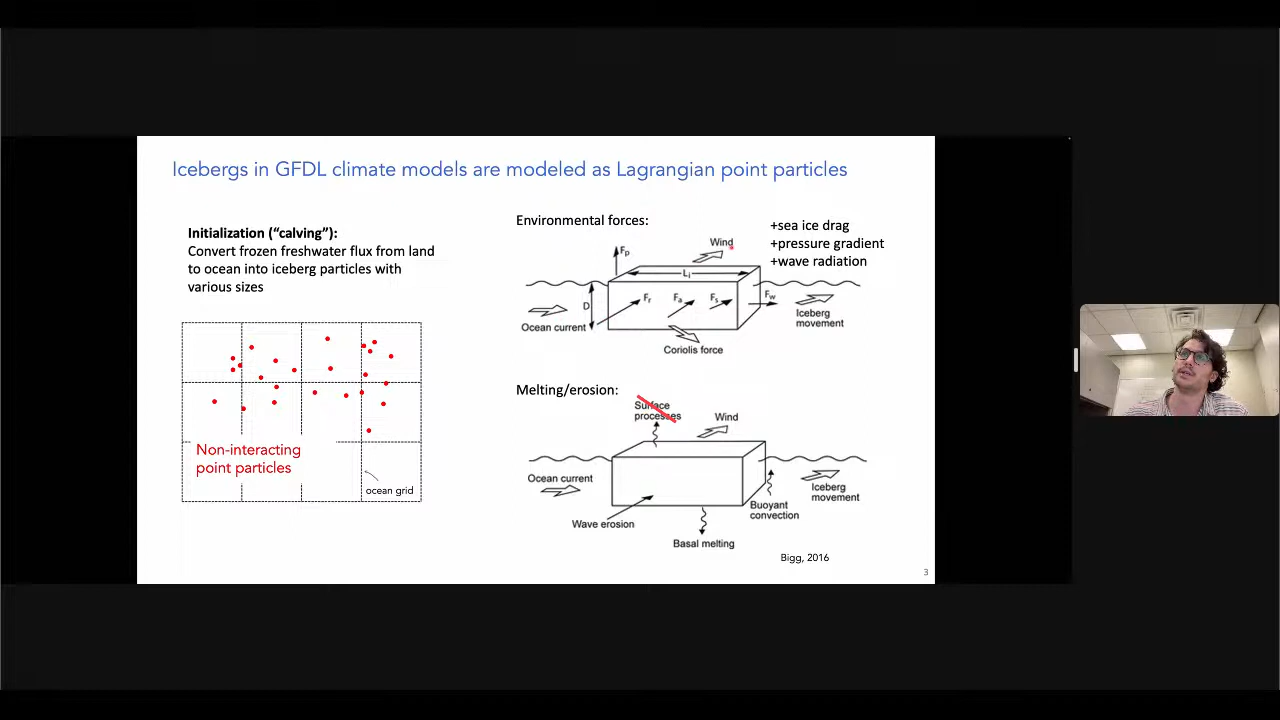 Icebergs in GFDL climate models are modeled as Lagrangian point particles
Initialization (“calving”):
Convert frozen freshwater flux from land
to ocean into iceberg particles with
various sizes
Non-interacting
point particles
ocean grid
Environmental forces:
+sea ice drag
+pressure gradient
+wave radiation
Wind
Fp
Li
D
Fr
Fa
Fs
Fw
Ocean current
Iceberg
movement
Coriolis force
Melting/erosion:
Surface
processes
Wind
Ocean current
Iceberg
movement
Buoyant
convection
Wave erosion
Basal melting
Bigg, 2016
3